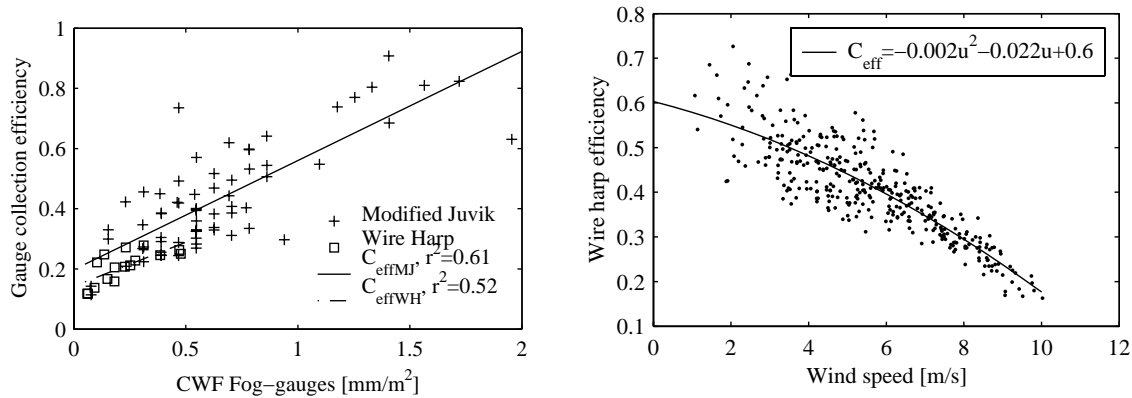 1
0.8
0.6
0.4
0.2
0
0
0.5
1
1.5
2
Gauge collection efficiency
CWF Fog−gauges [mm/m²]
Modified Juvik
Wire Harp
C_effMJ, r²=0.61
C_effWH, r²=0.52
0.8
0.7
0.6
0.5
0.4
0.3
0.2
0.1
0
2
4
6
8
10
12
Wire harp efficiency
Wind speed [m/s]
C_eff=−0.002u²−0.022u+0.6